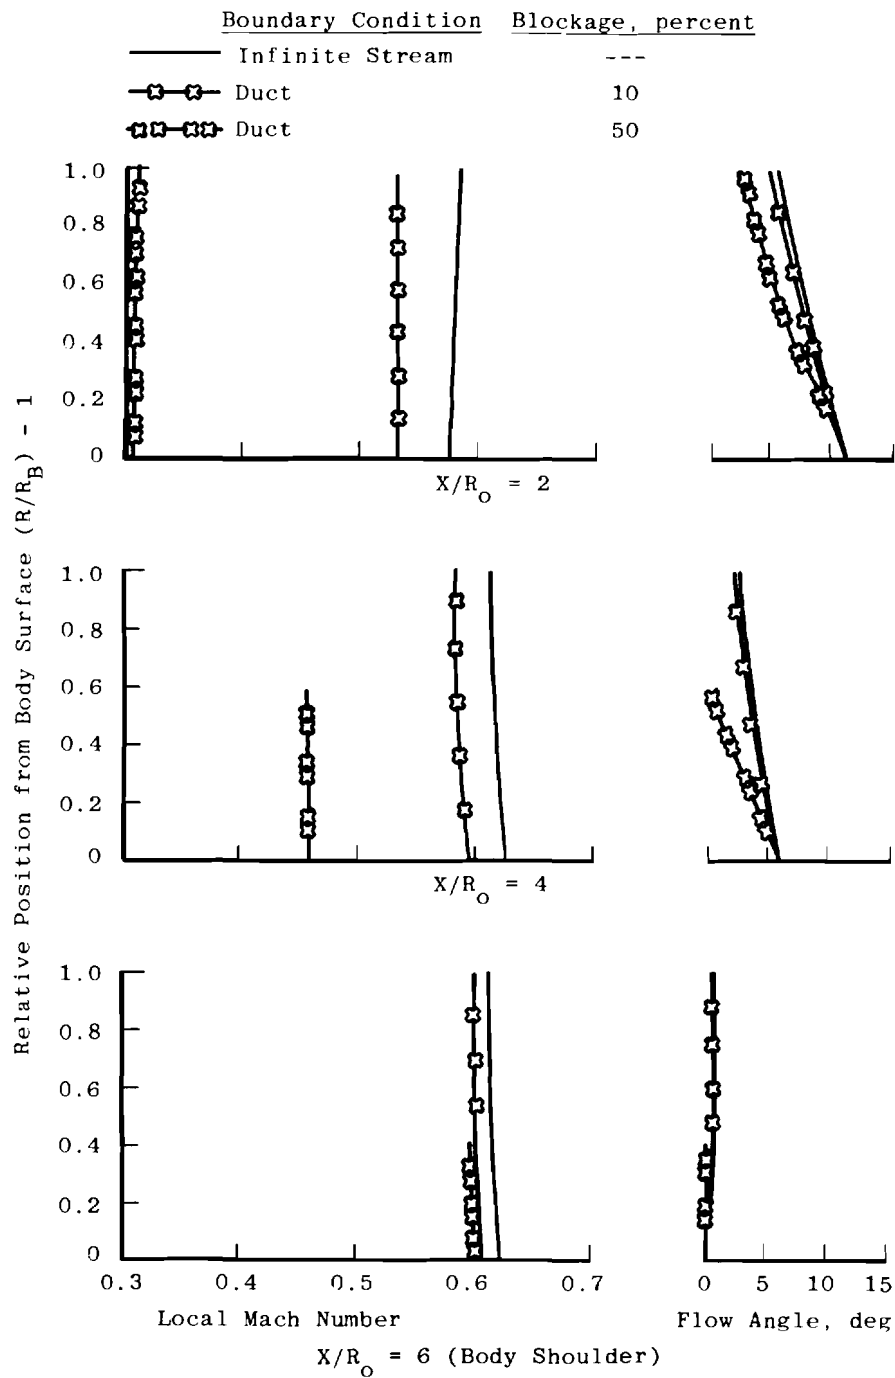 Boundary Condition Blockage, percent
Infinite Stream ---
Duct 10
Duct 50
Relative Position from Body Surface (R/R_B) - 1
1.0
0.8
0.6
0.4
0.2
0
X/R_o = 2
1.0
0.8
0.6
0.4
0.2
0
X/R_o = 4
1.0
0.8
0.6
0.4
0.2
0
0.3 0.4 0.5 0.6 0.7 0 5 10 15
Local Mach Number Flow Angle, deg
X/R_o = 6 (Body Shoulder)